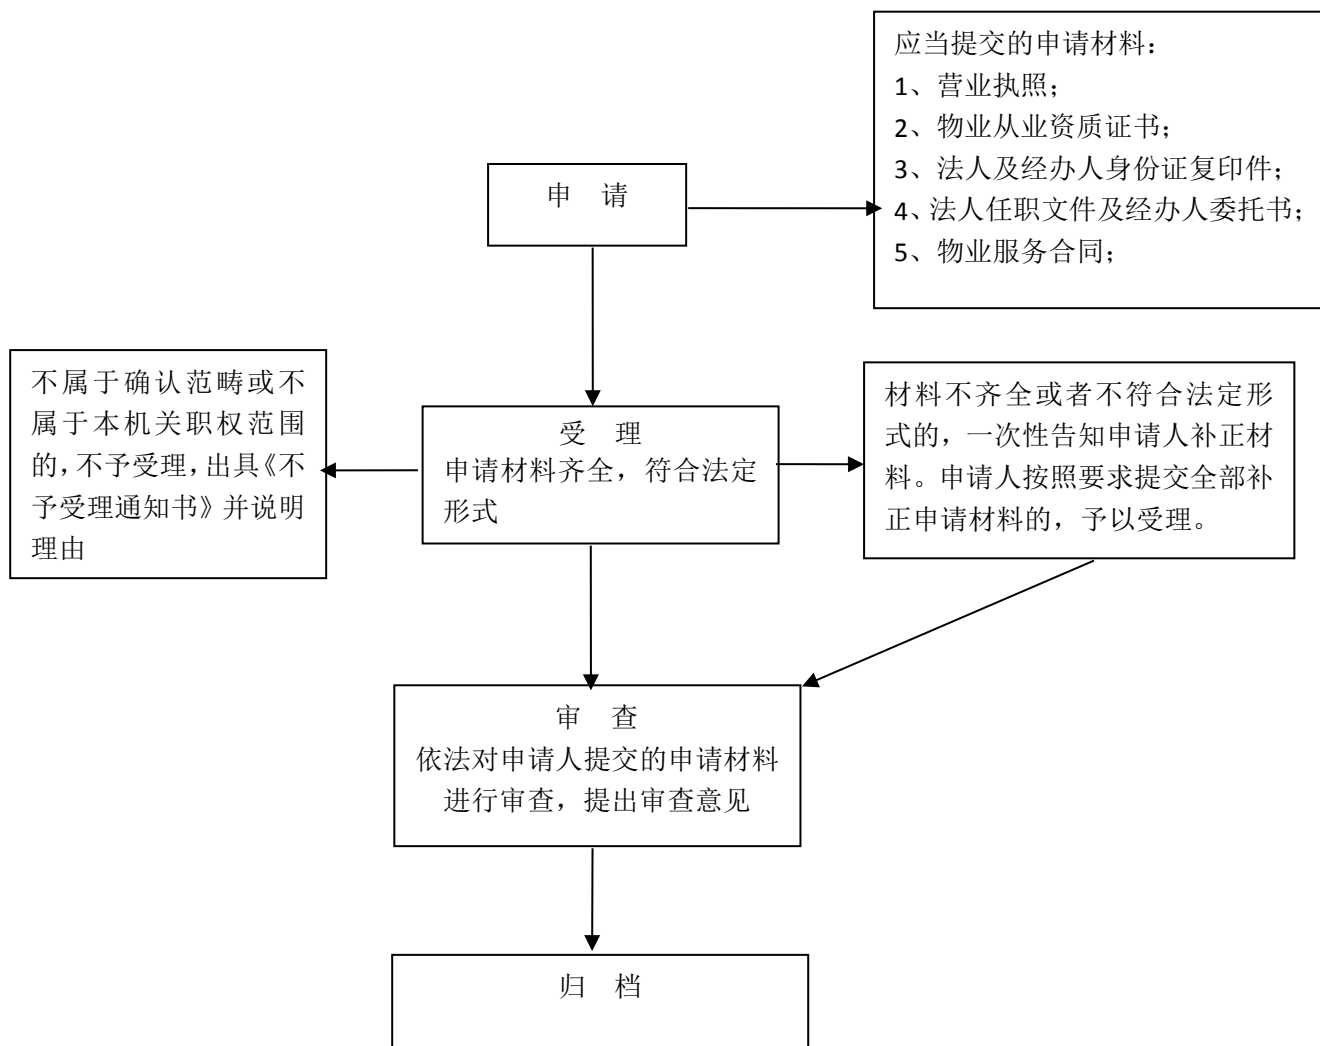 应当提交的申请材料：
1、营业执照；
2、物业从业资质证书；
3、法人及经办人身份证复印件；
4、法人任职文件及经办人委托书；
5、物业服务合同；
申 请
不属于确认范畴或不
属于本机关职权范围
的，不予受理，出具《不
予受理通知书》并说明
理由
受 理
申请材料齐全，符合法定
形式
材料不齐全或者不符合法定形
式的，一次性告知申请人补正材
料。申请人按照要求提交全部补
正申请材料的，予以受理。
审 查
依法对申请人提交的申请材料
进行审查，提出审查意见
归 档